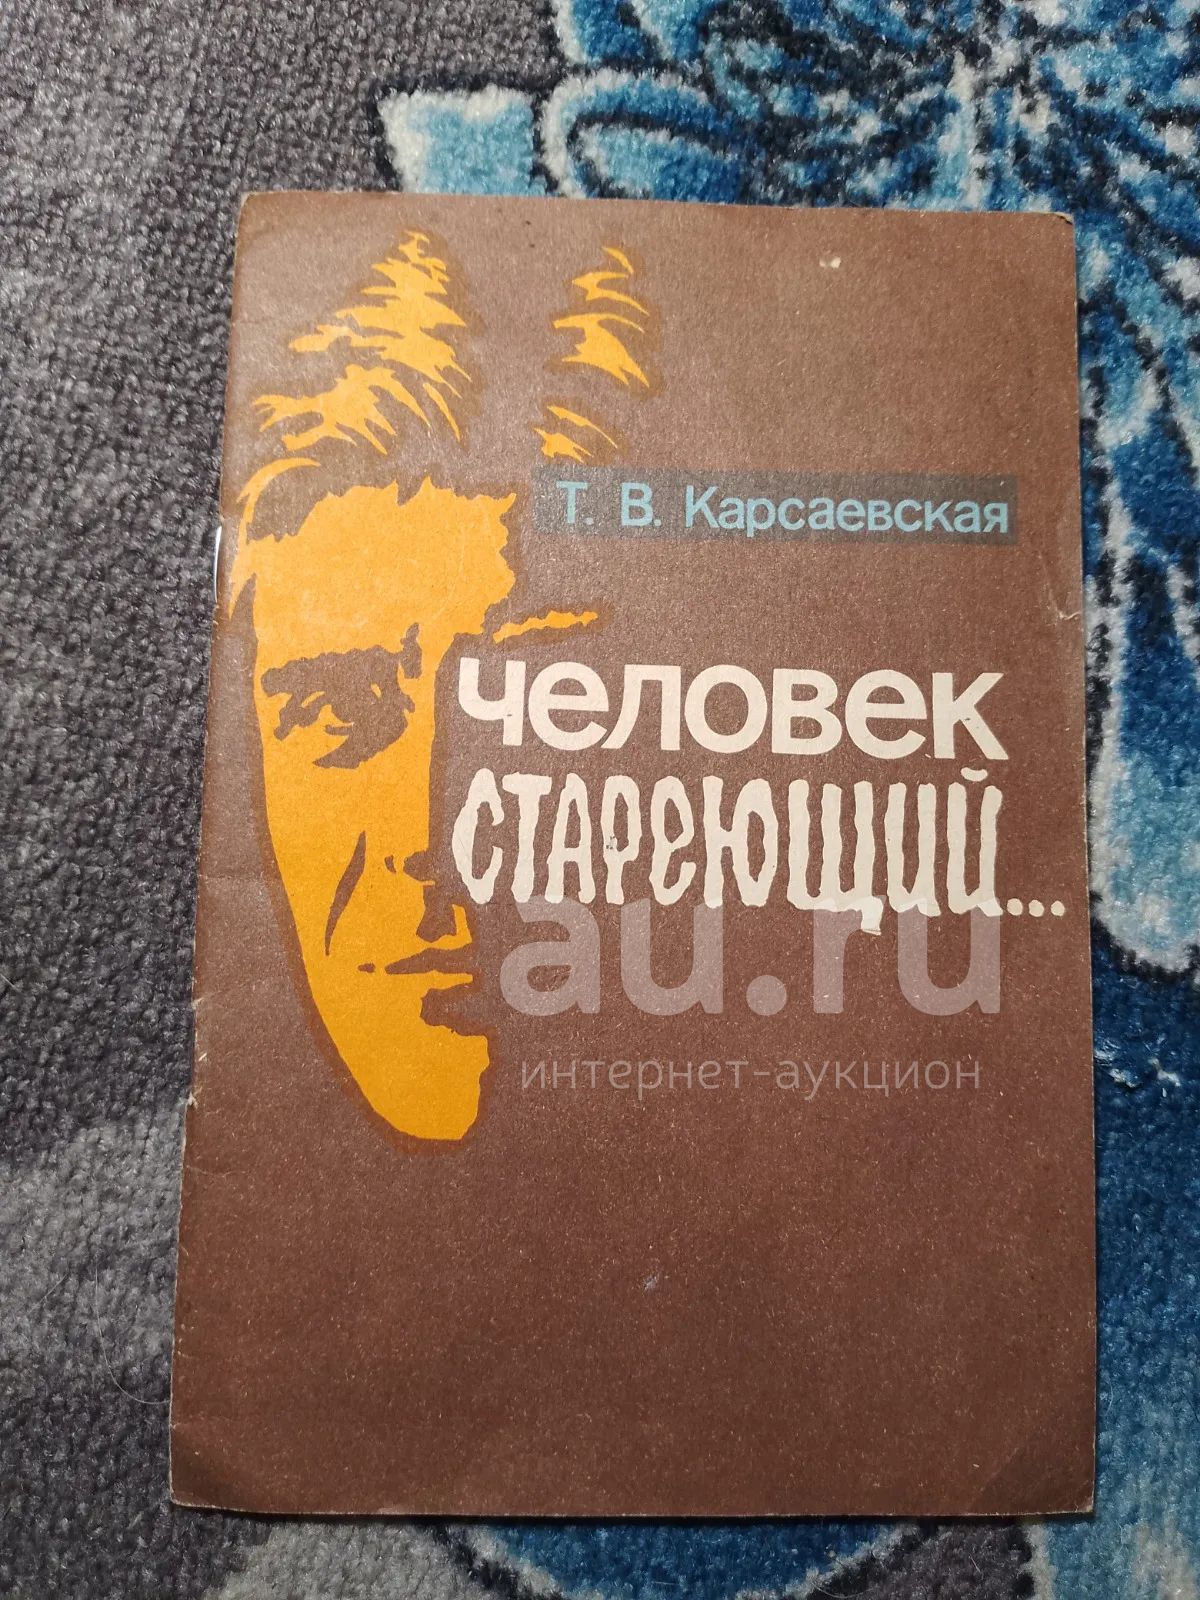 Т. В. Карсаевская
Человек
стареющий...
au.ru
интернет-аукцион